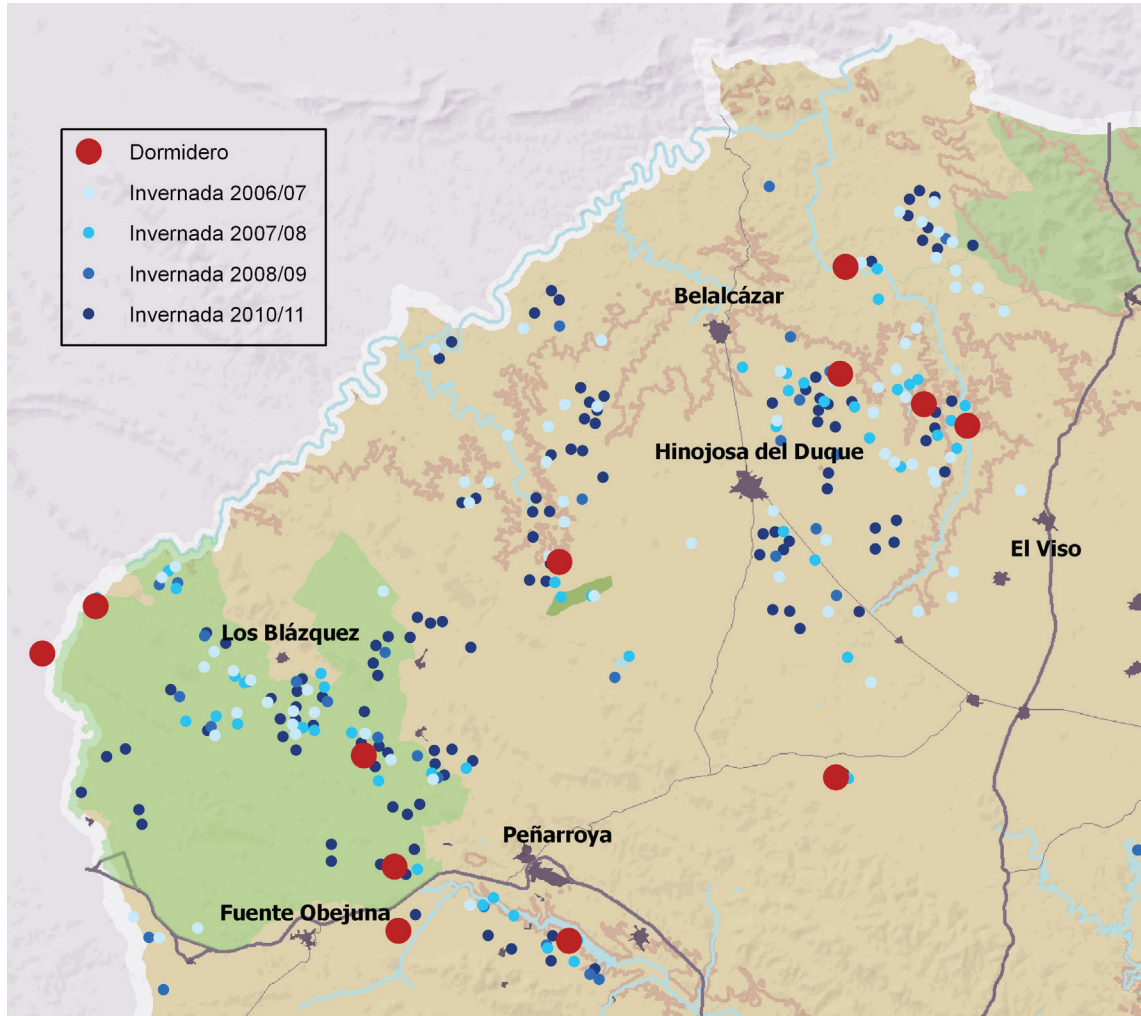 Dormidero
Invernada 2006/07
Invernada 2007/08
Invernada 2008/09
Invernada 2010/11
Belalcázar
Hinojosa del Duque
El Viso
Los Blázquez
Peñarroya
Fuente Obejuna